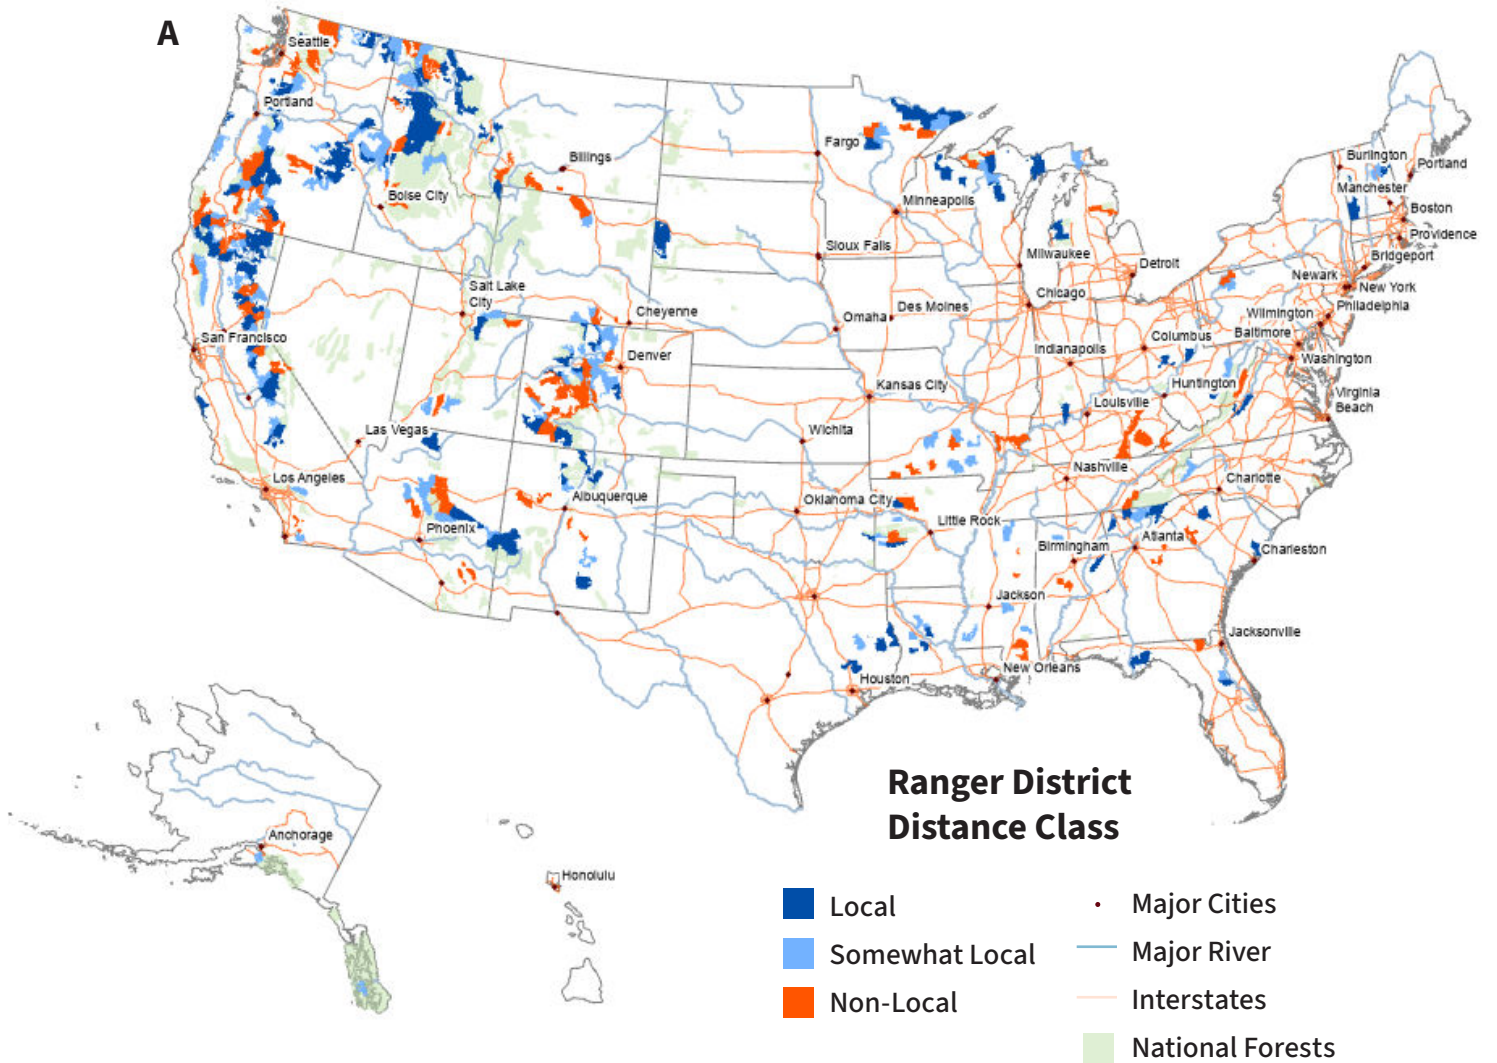 A
Seattle
Portland
Billings
Boise City
Fargo
Minneapolis
Sioux Falls
Milwaukee
Detroit
Burlington
Portland
Manchester
Boston
Providence
Bridgeport
Newark
New York
Philadelphia
Wilmington
Baltimore
Washington
Virginia
Beach
Salt Lake
City
Cheyenne
Omaha
Des Moines
Chicago
Columbus
Indianapolis
San Francisco
Denver
Kansas City
Huntington
Louisville
Las Vegas
Wichita
Nashville
Charlotte
Los Angeles
Albuquerque
Oklahoma City
Little Rock
Phoenix
Birmingham
Atlanta
Charleston
Jackson
Jacksonville
New Orleans
Houston
Anchorage
Honolulu
Ranger District
Distance Class
Local
Somewhat Local
Non-Local
Major Cities
Major River
Interstates
National Forests